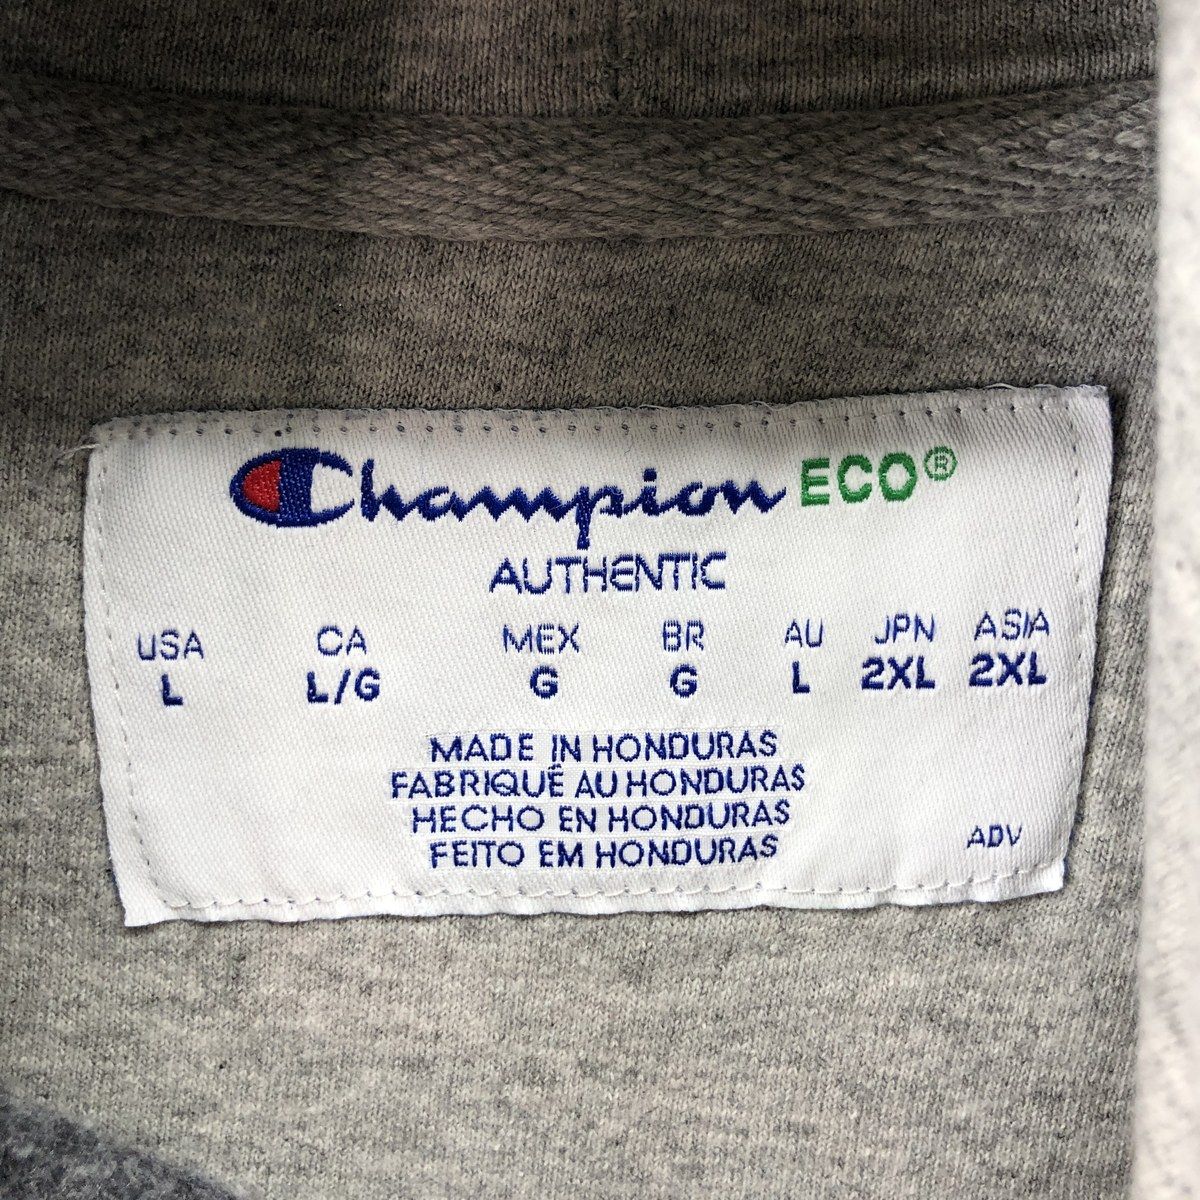 Champion ECO®
AUTHENTIC
USA CA MEX BR AU JPN ASIA
L L/G G G L 2XL 2XL
MADE IN HONDURAS
FABRIQUÉ AU HONDURAS
HECHO EN HONDURAS
FEITO EM HONDURAS
ADV